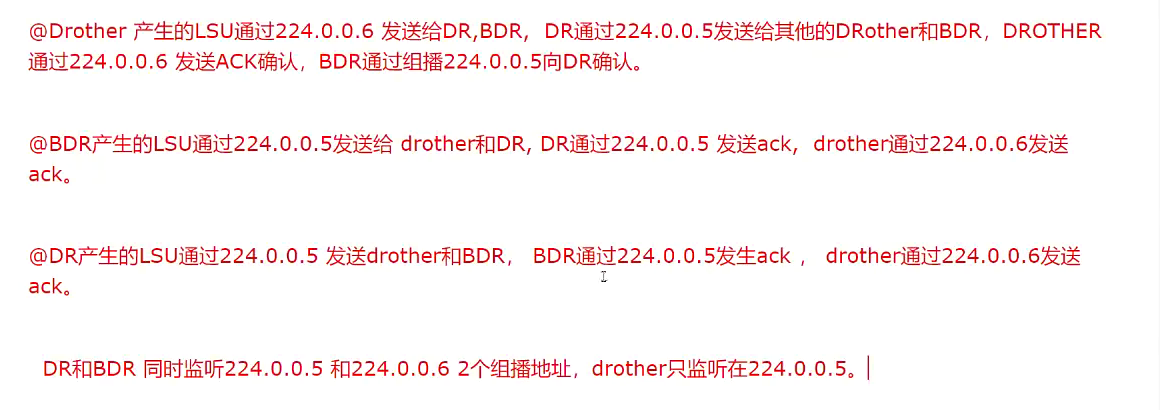 @Drother 产生的LSU通过224.0.0.6 发送给DR,BDR，DR通过224.0.0.5发送给其他的DRother和BDR，DROTHER
通过224.0.0.6 发送ACK确认，BDR通过组播224.0.0.5向DR确认。
@BDR产生的LSU通过224.0.0.5发送给 drother和DR, DR通过224.0.0.5 发送ack，drother通过224.0.0.6发送
ack。
@DR产生的LSU通过224.0.0.5 发送drother和BDR， BDR通过224.0.0.5发生ack ， drother通过224.0.0.6发送
ack。
DR和BDR 同时监听224.0.0.5 和224.0.0.6 2个组播地址，drother只监听在224.0.0.5。